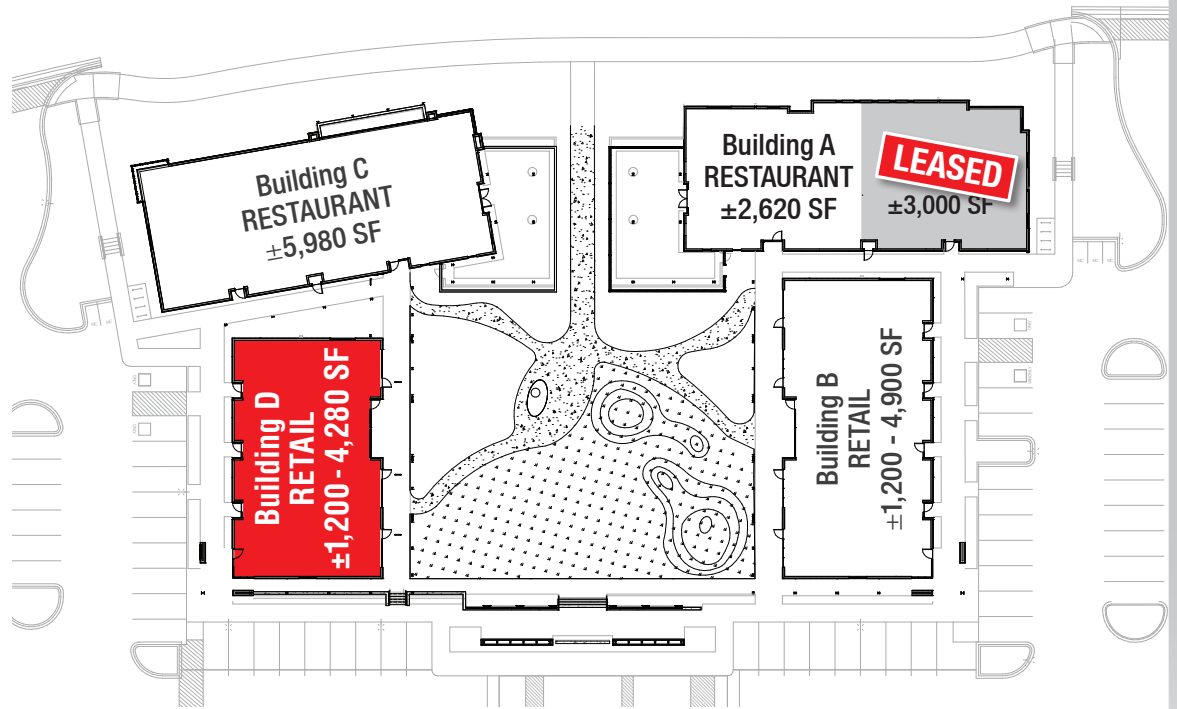 Building C
RESTAURANT
±5,980 SF
Building A
RESTAURANT
±2,620 SF
LEASED
±3,000 SF
Building D
RETAIL
±1,200 - 4,280 SF
Building B
RETAIL
±1,200 - 4,900 SF